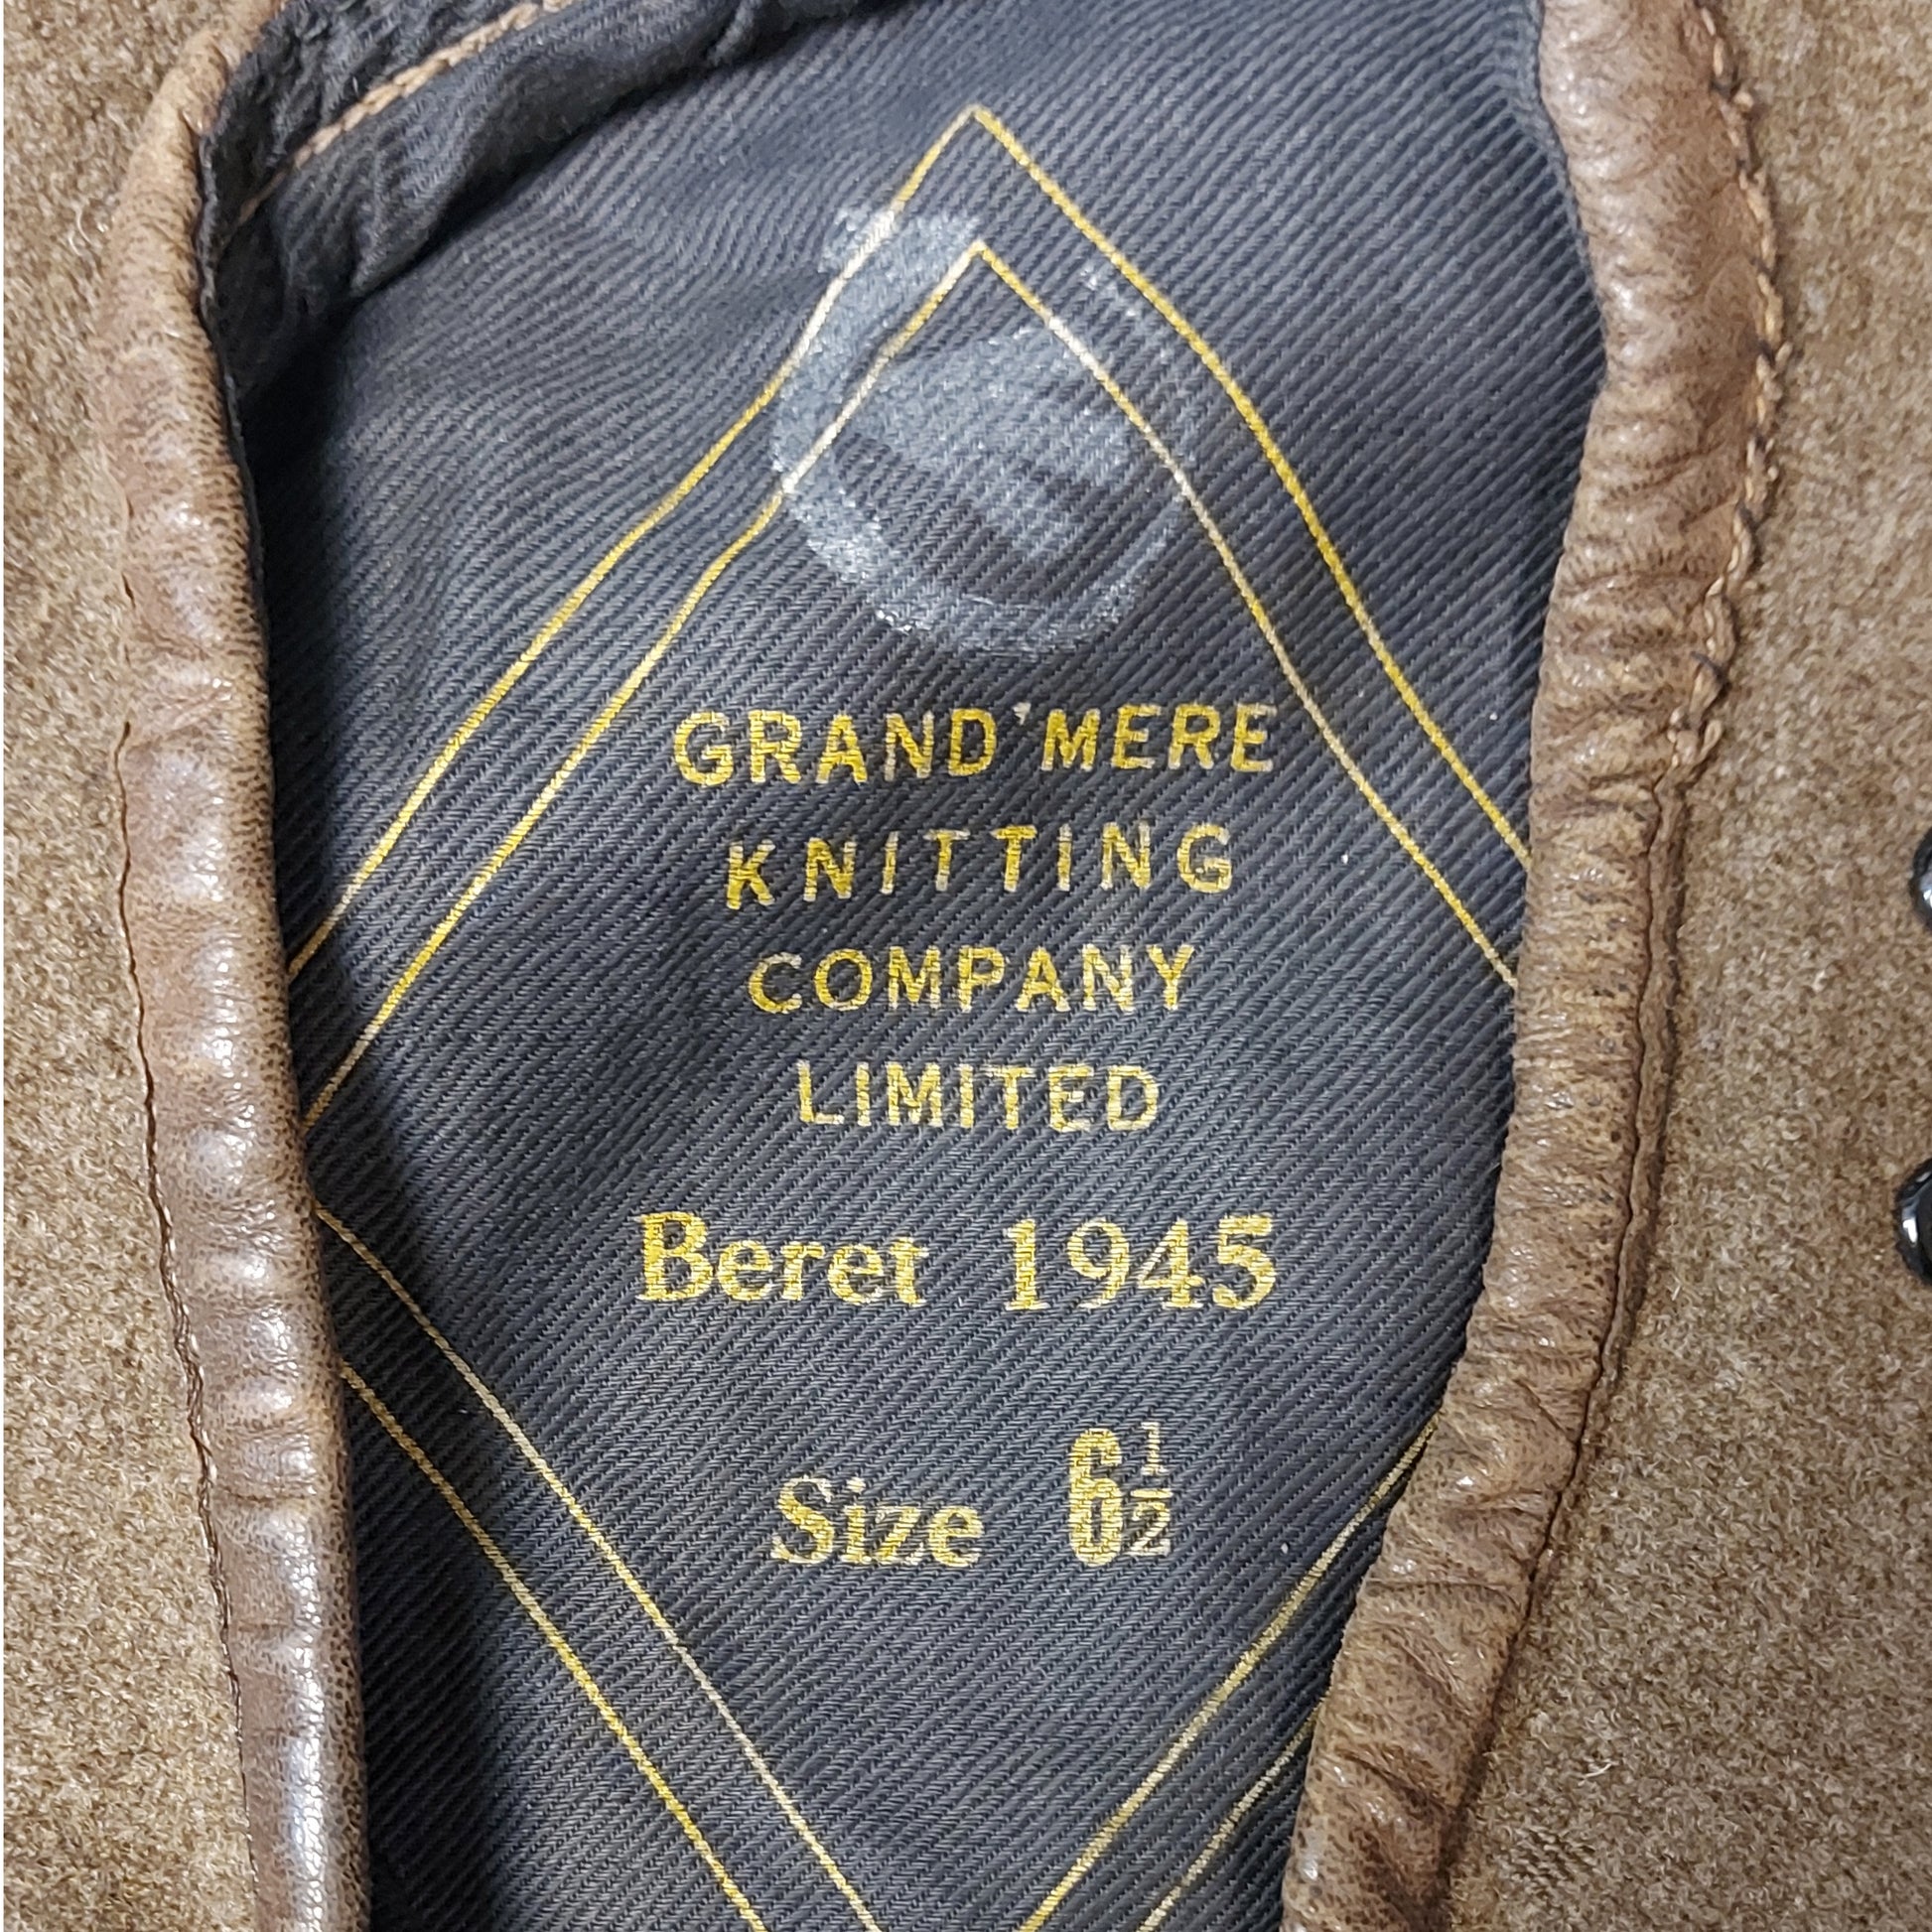 GRAND'MERE
KNITTING
COMPANY
LIMITED
Beret 1945
Size 6½